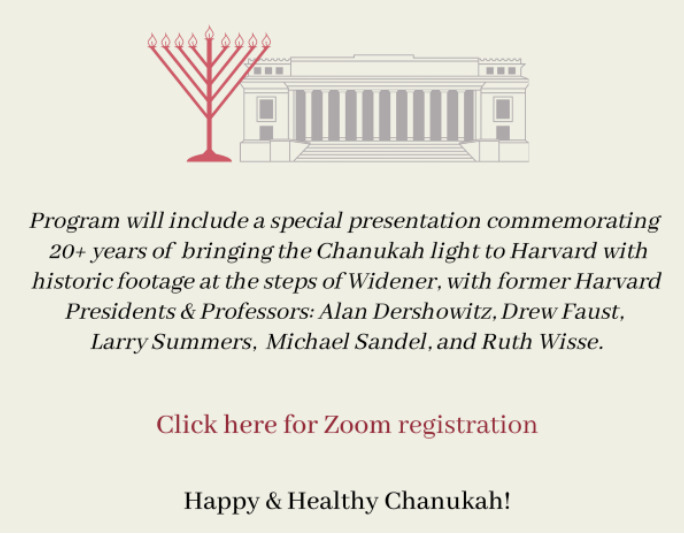 Program will include a special presentation commemorating
20+ years of bringing the Chanukah light to Harvard with
historic footage at the steps of Widener, with former Harvard
Presidents & Professors: Alan Dershowitz, Drew Faust,
Larry Summers, Michael Sandel, and Ruth Wisse.
Click here for Zoom registration
Happy & Healthy Chanukah!